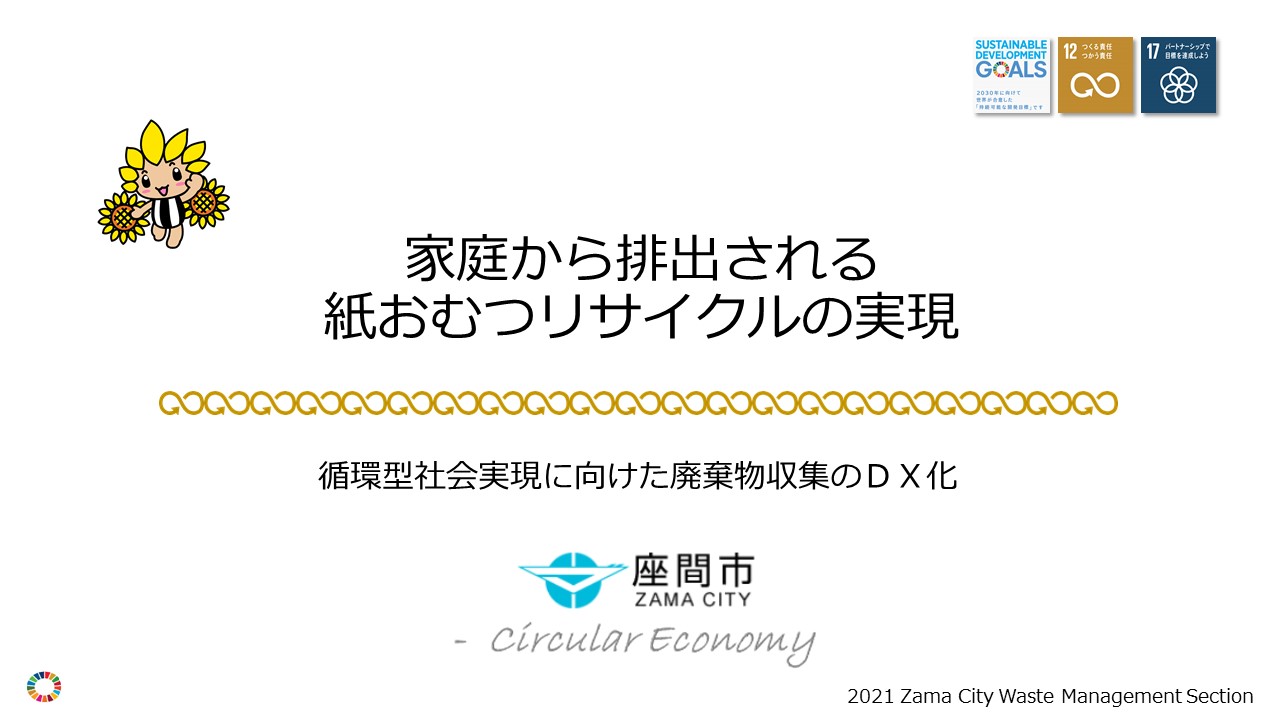 SUSTAINABLE
DEVELOPMENT
GOALS
2030年に向けて
世界が合意した
「持続可能な開発目標」です
12 つくる責任
つかう責任
17 パートナーシップで
目標を達成しよう
家庭から排出される
紙おむつリサイクルの実現
循環型社会実現に向けた廃棄物収集のＤＸ化
座間市
ZAMA CITY
- Circular Economy
2021 Zama City Waste Management Section